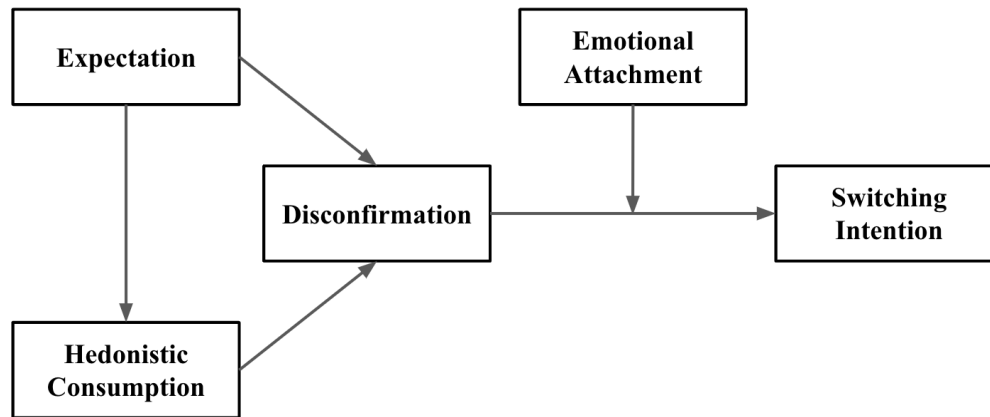 Expectation
Emotional
Attachment
Disconfirmation
Switching
Intention
Hedonistic
Consumption